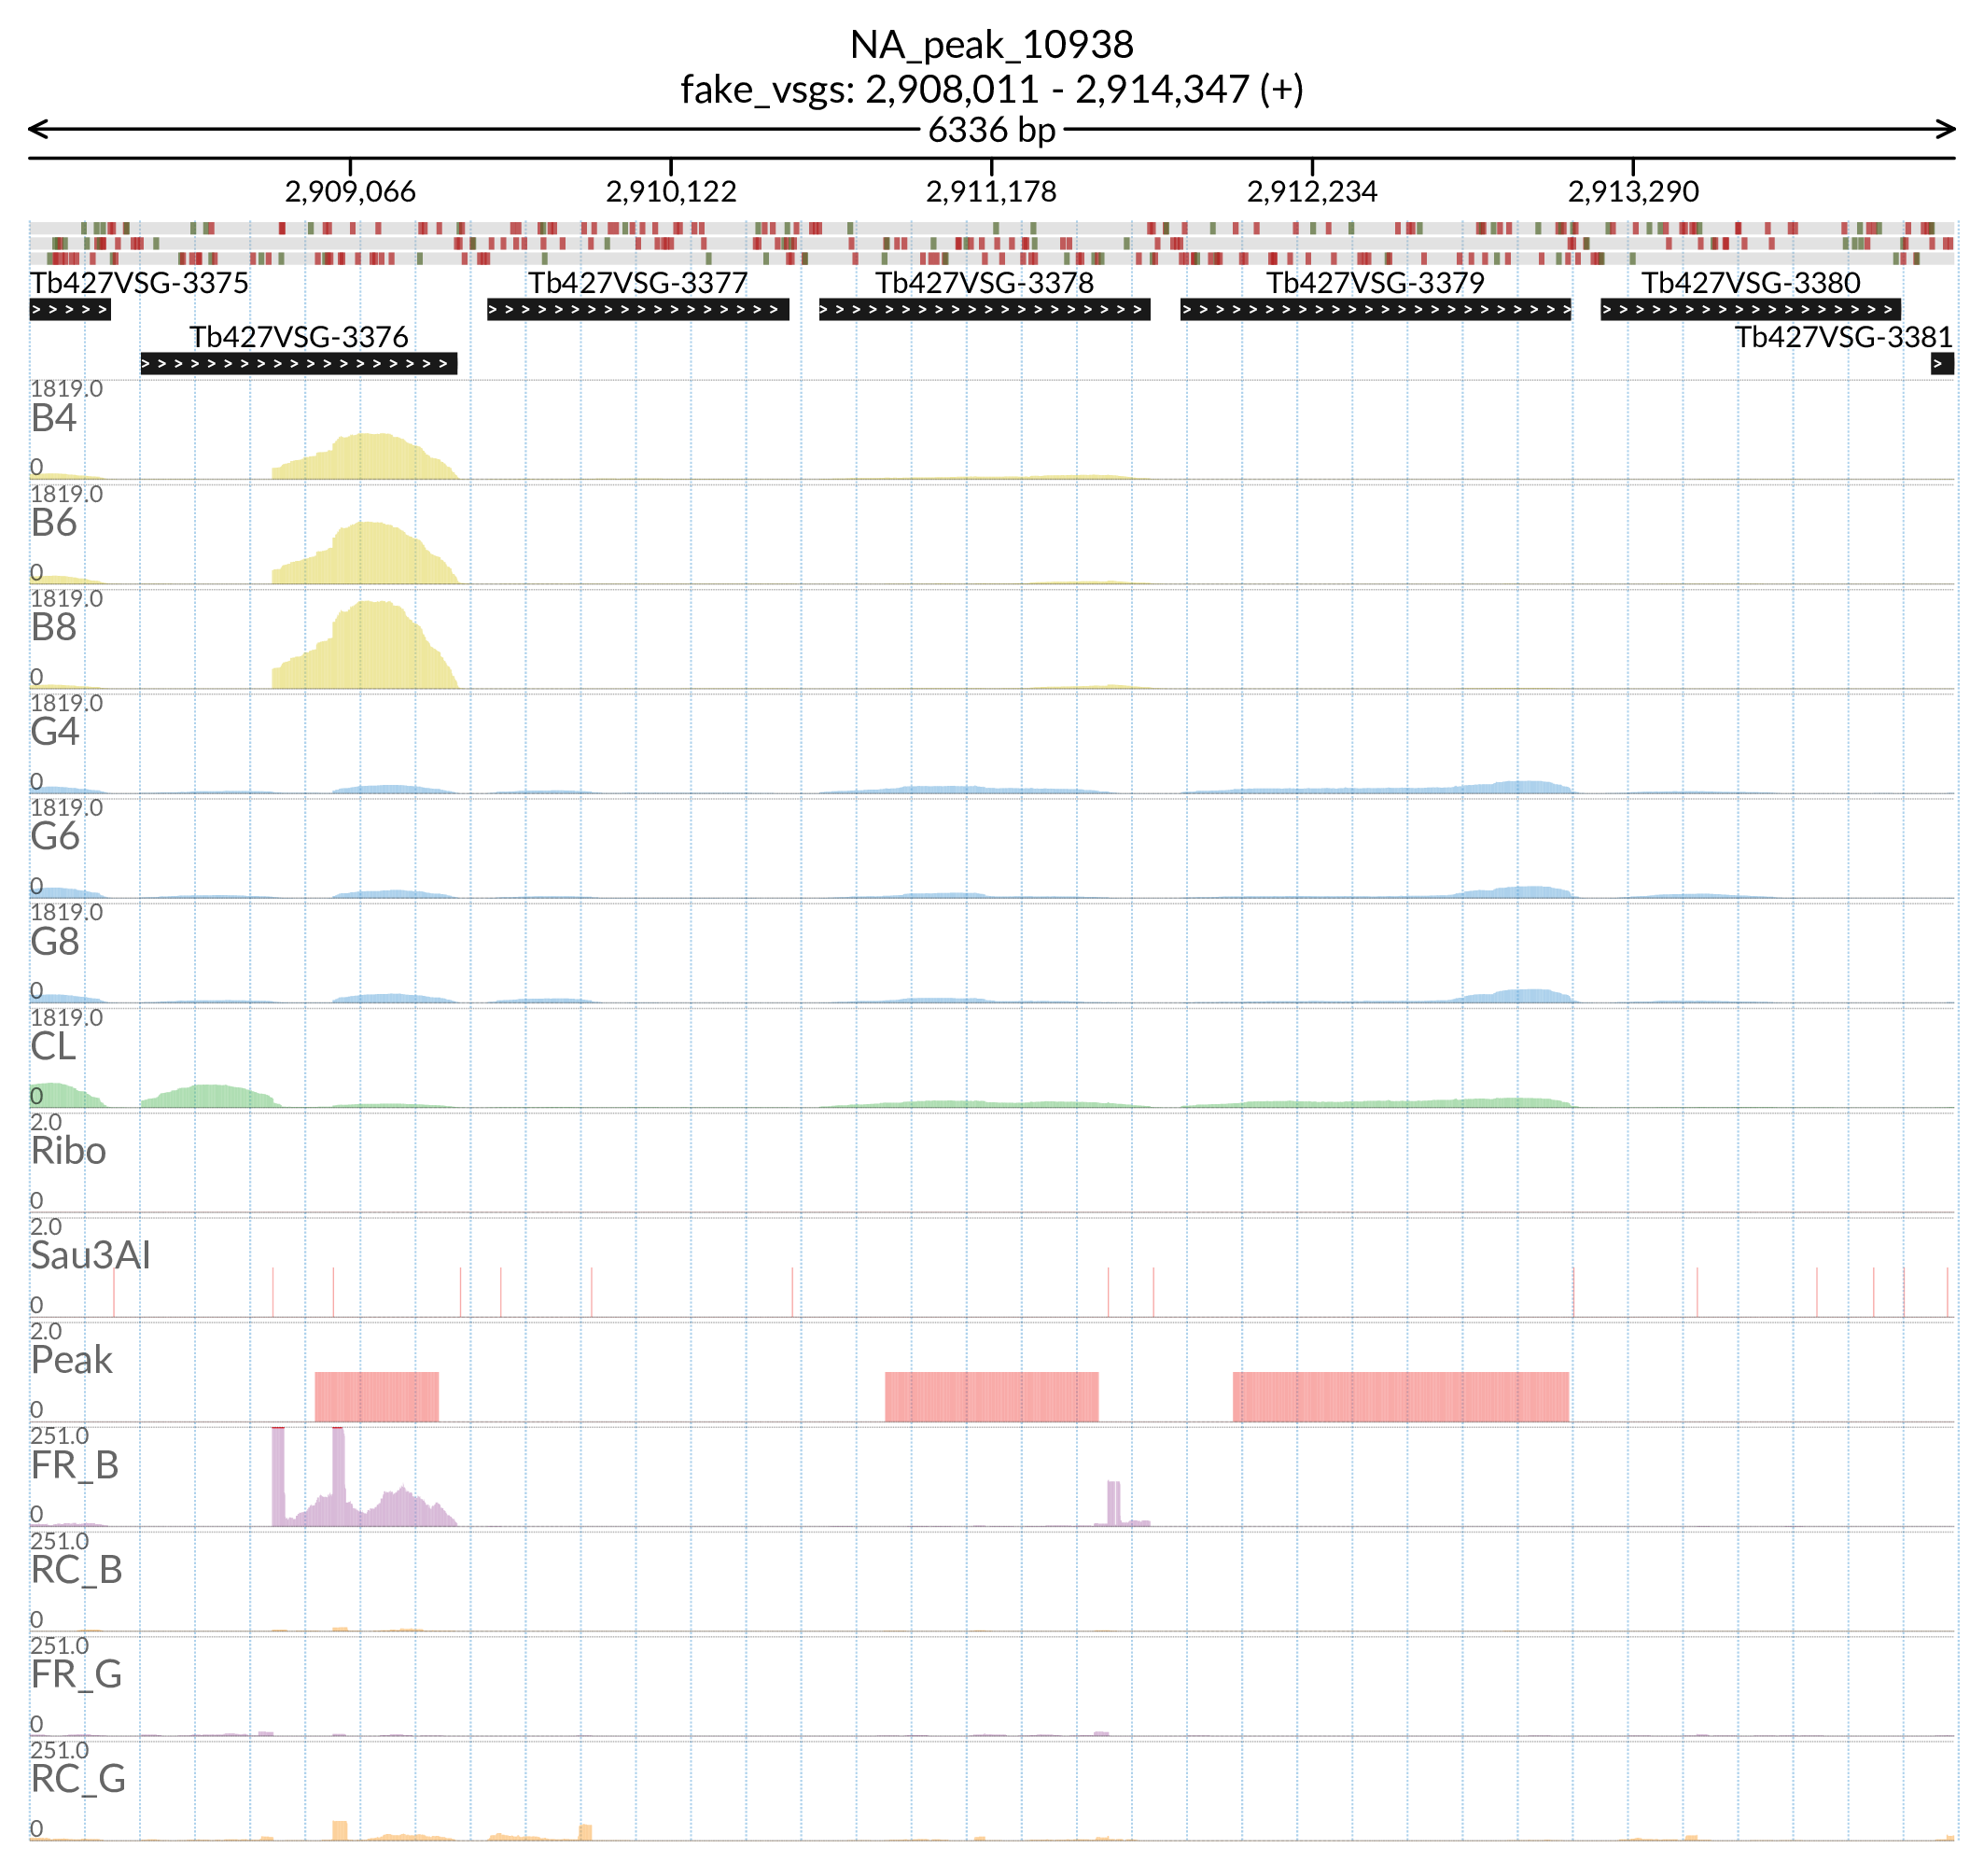 NA_peak_10938
fake_vsgs: 2,908,011 - 2,914,347 (+)
6336 bp
2,909,066 2,910,122 2,911,178 2,912,234 2,913,290
Tb427VSG-3375 Tb427VSG-3377 Tb427VSG-3378 Tb427VSG-3379 Tb427VSG-3380
Tb427VSG-3376 Tb427VSG-3381
1819.0
B4
0
1819.0
B6
0
1819.0
B8
0
1819.0
G4
0
1819.0
G6
0
1819.0
G8
0
1819.0
CL
0
2.0
Ribo
0
2.0
Sau3AI
0
2.0
Peak
0
251.0
FR_B
0
251.0
RC_B
0
251.0
FR_G
0
251.0
RC_G
0